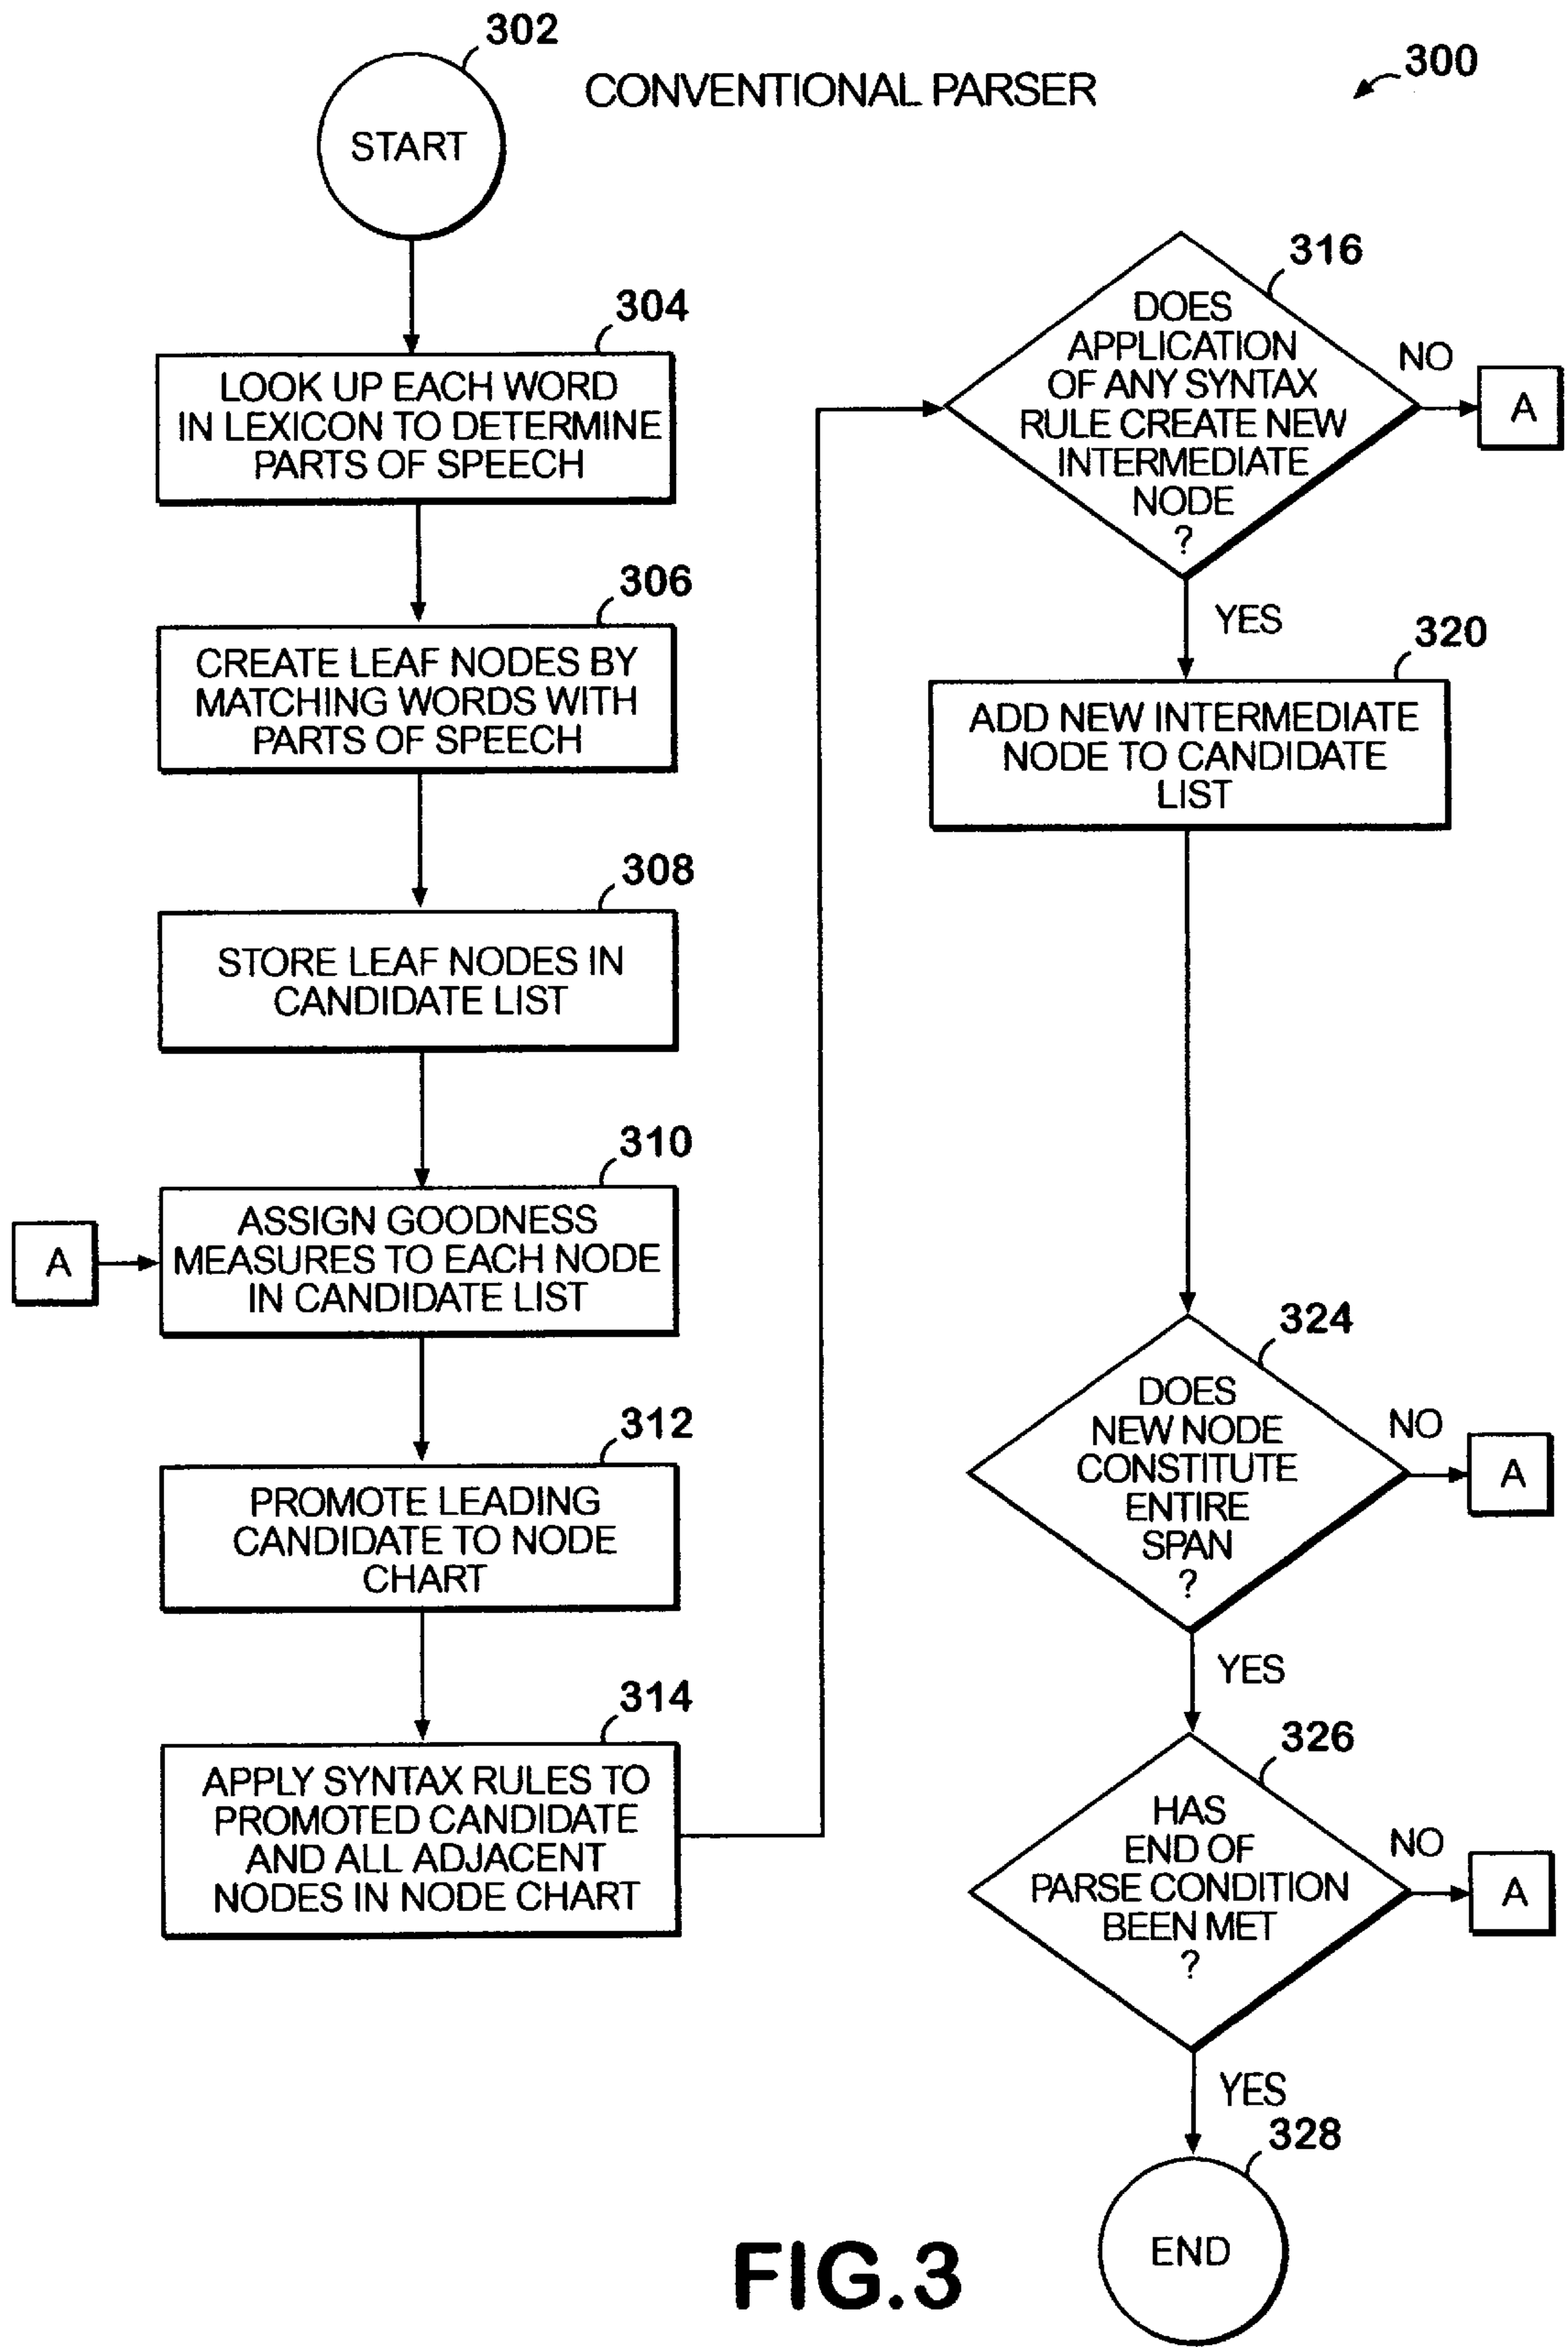 302
CONVENTIONAL PARSER
300
START
304
LOOK UP EACH WORD
IN LEXICON TO DETERMINE
PARTS OF SPEECH
306
CREATE LEAF NODES BY
MATCHING WORDS WITH
PARTS OF SPEECH
308
STORE LEAF NODES IN
CANDIDATE LIST
310
A
ASSIGN GOODNESS
MEASURES TO EACH NODE
IN CANDIDATE LIST
312
PROMOTE LEADING
CANDIDATE TO NODE
CHART
314
APPLY SYNTAX RULES TO
PROMOTED CANDIDATE
AND ALL ADJACENT
NODES IN NODE CHART
316
DOES
APPLICATION
OF ANY SYNTAX
RULE CREATE NEW
INTERMEDIATE
NODE
?
NO
A
YES
320
ADD NEW INTERMEDIATE
NODE TO CANDIDATE
LIST
324
DOES
NEW NODE
CONSTITUTE
ENTIRE
SPAN
?
NO
A
YES
326
HAS
END OF
PARSE CONDITION
BEEN MET
?
NO
A
YES
328
END
FIG.3